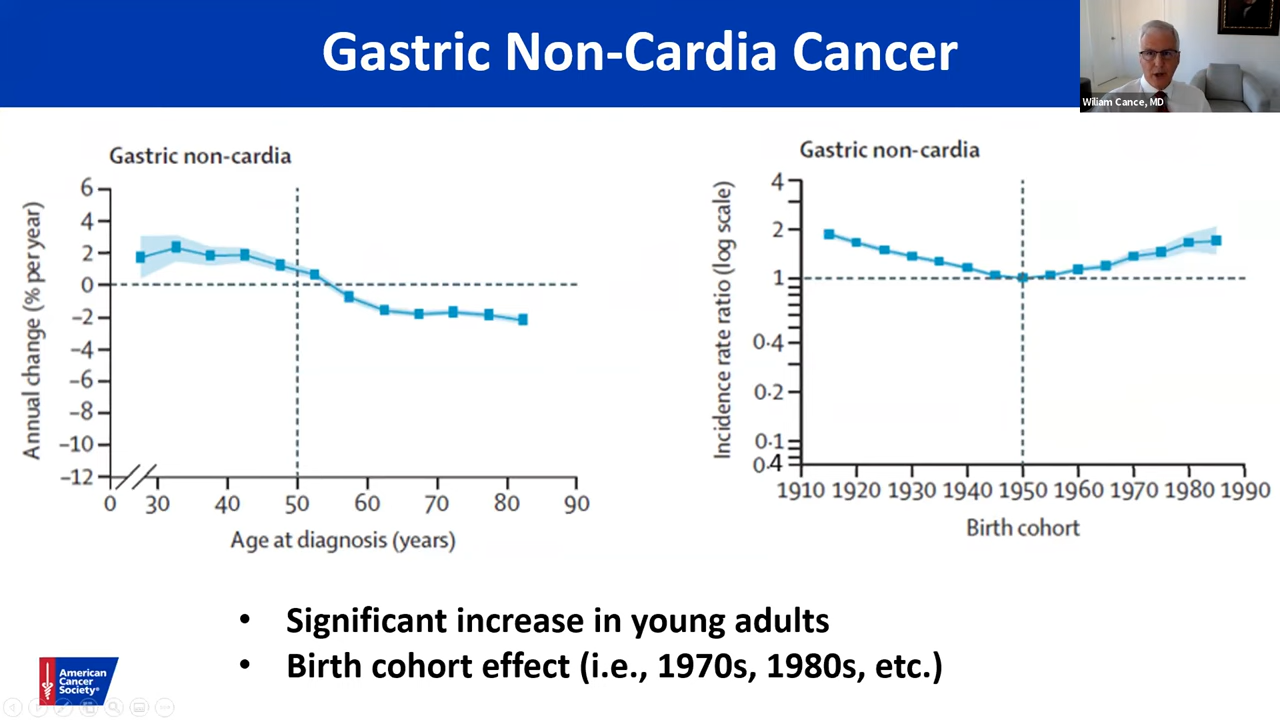 Gastric Non-Cardia Cancer
Wiliam Cance, MD
Gastric non-cardia
Annual change (% per year)
6
4
2
0
–2
–4
–6
–8
–10
–12
0 30 40 50 60 70 80 90
Age at diagnosis (years)
Gastric non-cardia
Incidence rate ratio (log scale)
4
2
1
0·4
0·2
0·1
0·4
1910 1920 1930 1940 1950 1960 1970 1980 1990
Birth cohort
• Significant increase in young adults
• Birth cohort effect (i.e., 1970s, 1980s, etc.)
American
Cancer
Society®